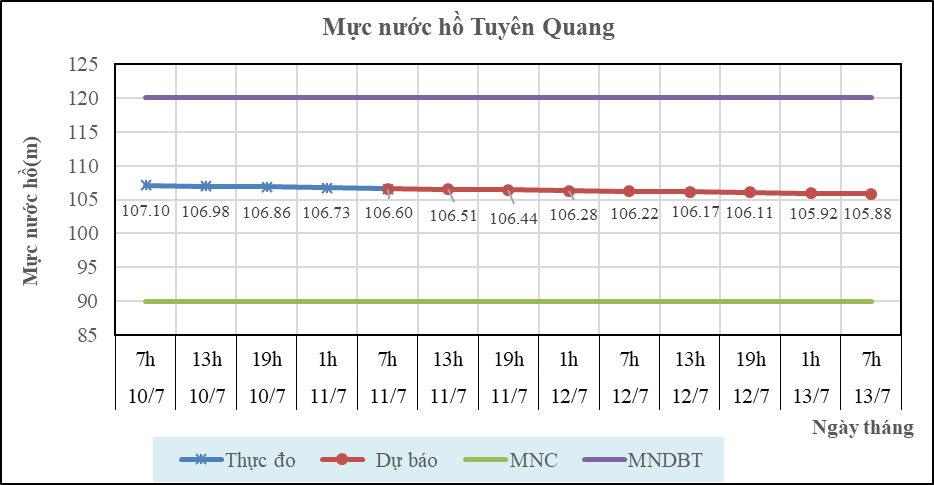 Mực nước hồ Tuyên Quang
Mực nước hồ(m)
125
120
115
110
105
100
95
90
85
107.10 106.98 106.86 106.73 106.60 106.51 106.44 106.28 106.22 106.17 106.11 105.92 105.88
7h 13h 19h 1h 7h 13h 19h 1h 7h 13h 19h 1h 7h
10/7 10/7 10/7 11/7 11/7 11/7 11/7 12/7 12/7 12/7 12/7 13/7 13/7
Ngày tháng
Thực đo Dự báo MNC MNDBT